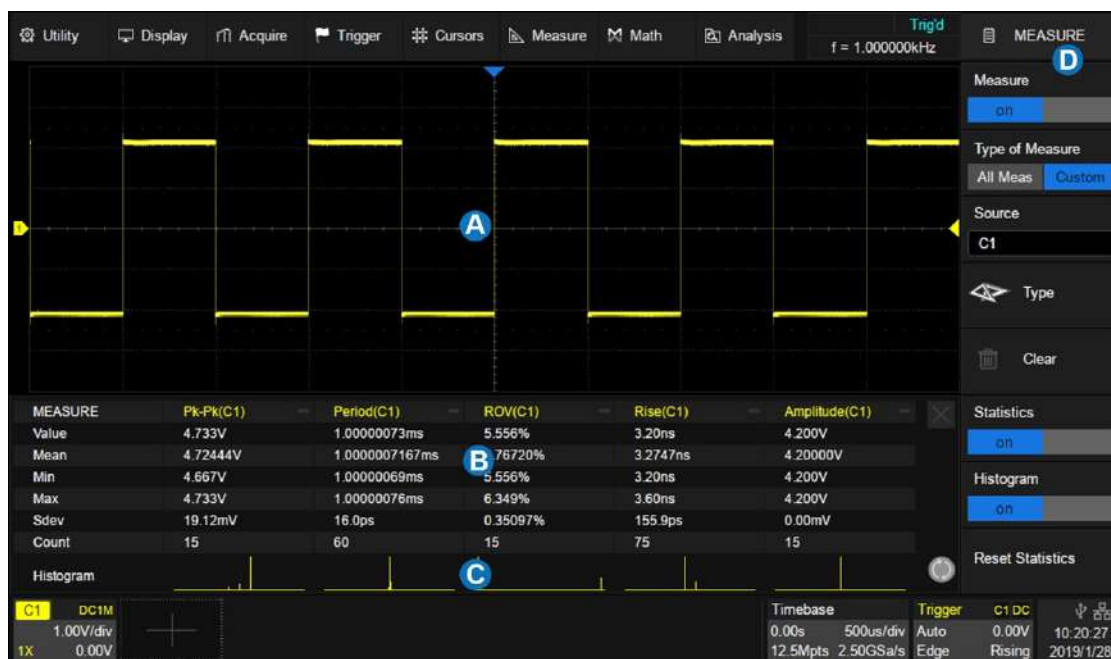 Utility Display Acquire Trigger Cursors Measure Math Analysis
Trig'd
f = 1.000000kHz
MEASURE
D
Measure
on
Type of Measure
All Meas Custom
Source
C1
Type
Clear
Statistics
on
Histogram
on
Reset Statistics
1
A
MEASURE Pk-Pk(C1) Period(C1) ROV(C1) Rise(C1) Amplitude(C1)
Value 4.733V 1.00000073ms 5.556% 3.20ns 4.200V
Mean 4.72444V 1.0000007167ms .76720% 3.2747ns 4.20000V
B
Min 4.667V 1.00000069ms 5.556% 3.20ns 4.200V
Max 4.733V 1.00000076ms 6.349% 3.60ns 4.200V
Sdev 19.12mV 16.0ps 0.35097% 155.9ps 0.00mV
Count 15 60 15 75 15
Histogram
C
C1 DC1M
1.00V/div
1X 0.00V
Timebase
0.00s 500us/div
12.5Mpts 2.50GSa/s
Trigger C1 DC
Auto 0.00V
Edge Rising
10:20:27
2019/1/28